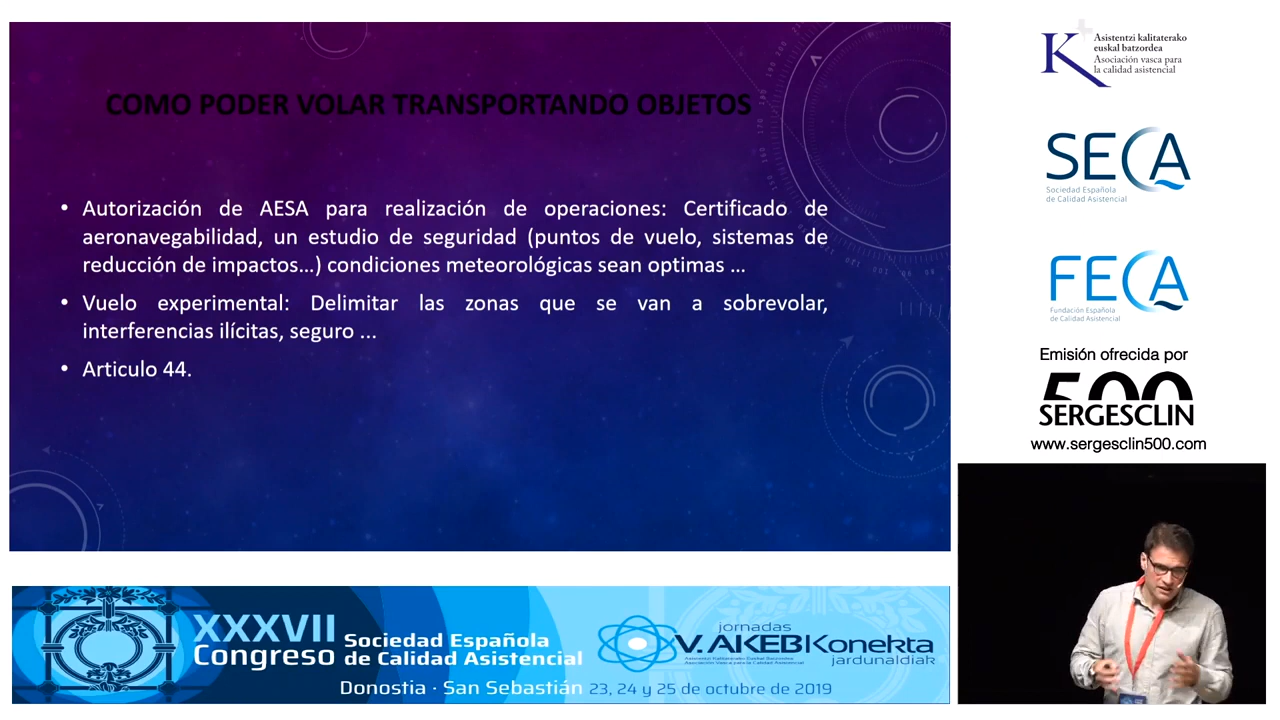 COMO PODER VOLAR TRANSPORTANDO OBJETOS
• Autorización de AESA para realización de operaciones: Certificado de
aeronavegabilidad, un estudio de seguridad (puntos de vuelo, sistemas de
reducción de impactos...) condiciones meteorológicas sean optimas ...
• Vuelo experimental: Delimitar las zonas que se van a sobrevolar,
interferencias ilícitas, seguro ...
• Articulo 44.
K
Asistentzi kalitaterako
euskal batzordea
Asociación vasca para
la calidad asistencial
SECA
Sociedad Española
de Calidad Asistencial
FECA
Fundación Española
de Calidad Asistencial
Emisión ofrecida por
500
SERGESCLIN
www.sergesclin500.com
XXXVII
Congreso
Sociedad Española
de Calidad Asistencial
Donostia · San Sebastián 23, 24 y 25 de octubre de 2019
jornadas
V. AKEBIKonekta
jardunaldiak